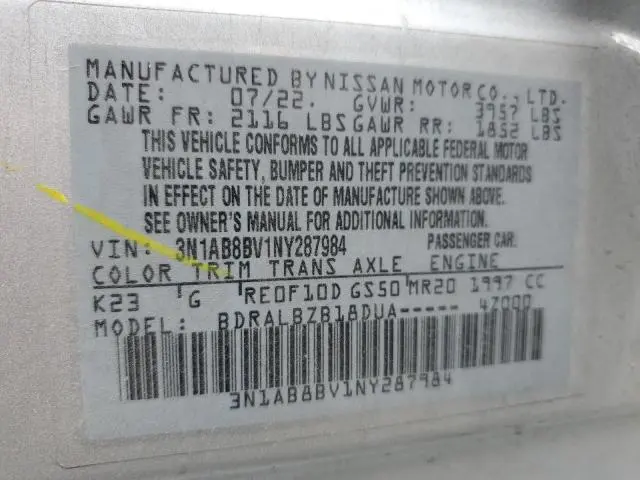 MANUFACTURED BY NISSAN MOTOR CO., LTD.
DATE: 07/22. GVWR: 3957 LBS
GAWR FR: 2116 LBS GAWR RR: 1852 LBS
THIS VEHICLE CONFORMS TO ALL APPLICABLE FEDERAL MOTOR
VEHICLE SAFETY, BUMPER AND THEFT PREVENTION STANDARDS
IN EFFECT ON THE DATE OF MANUFACTURE SHOWN ABOVE.
SEE OWNER'S MANUAL FOR ADDITIONAL INFORMATION.
VIN: 3N1AB8BV1NY287984 PASSENGER CAR.
COLOR TRIM TRANS AXLE ENGINE
K23 G RE0F10D GS50 MR20 1997 CC
MODEL: BDRALBZB18DUA----- 47000
3N1AB8BV1NY287984